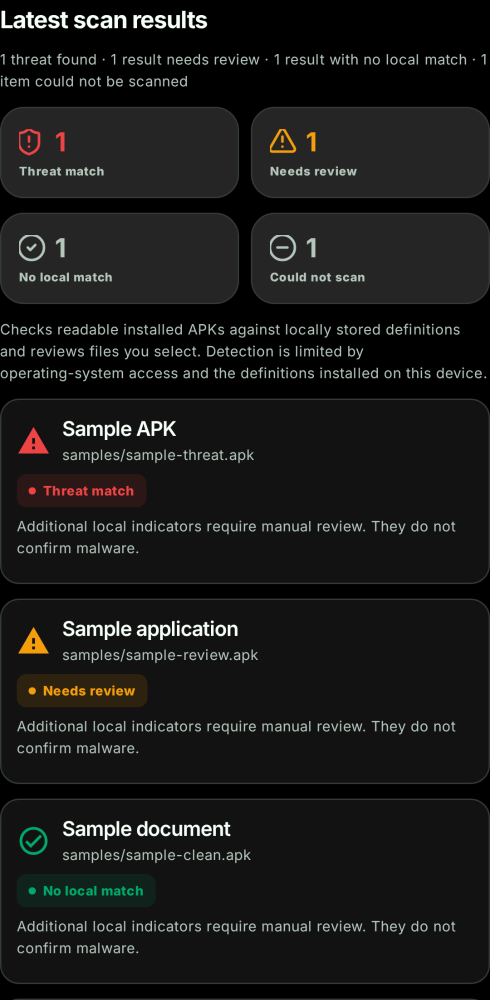 Latest scan results
1 threat found · 1 result needs review · 1 result with no local match · 1
item could not be scanned
1
Threat match
1
Needs review
1
No local match
1
Could not scan
Checks readable installed APKs against locally stored definitions
and reviews files you select. Detection is limited by
operating-system access and the definitions installed on this device.
Sample APK
samples/sample-threat.apk
Threat match
Additional local indicators require manual review. They do not
confirm malware.
Sample application
samples/sample-review.apk
Needs review
Additional local indicators require manual review. They do not
confirm malware.
Sample document
samples/sample-clean.apk
No local match
Additional local indicators require manual review. They do not
confirm malware.